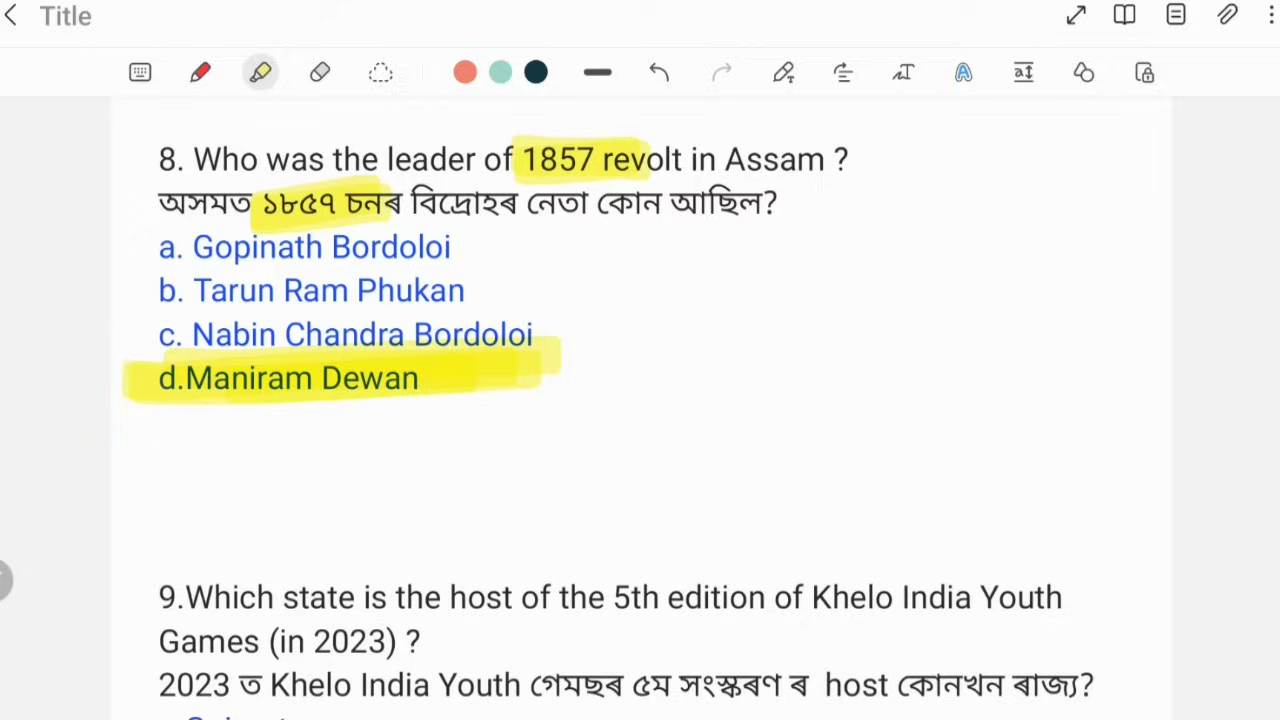 Title
8. Who was the leader of 1857 revolt in Assam ?
অসমত ১৮৫৭ চনৰ বিদ্ৰোহৰ নেতা কোন আছিল?
a. Gopinath Bordoloi
b. Tarun Ram Phukan
c. Nabin Chandra Bordoloi
d.Maniram Dewan
9.Which state is the host of the 5th edition of Khelo India Youth
Games (in 2023) ?
2023 ত Khelo India Youth গেমছৰ ৫ম সংস্কৰণ ৰ  host কোনখন ৰাজ্য?